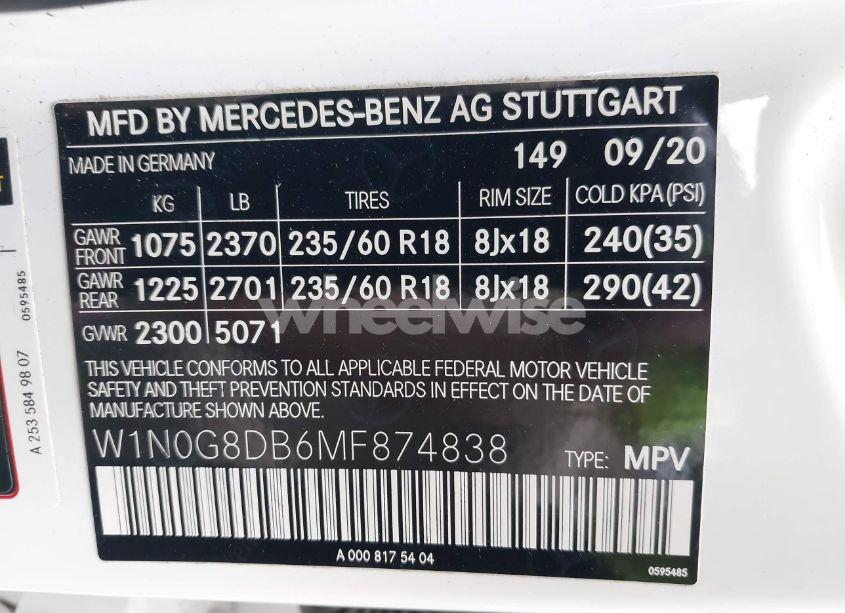 MFD BY MERCEDES-BENZ AG STUTTGART
MADE IN GERMANY 149 09/20
KG LB TIRES RIM SIZE COLD KPA(PSI)
GAWR FRONT 1075 2370 235/60 R18 8Jx18 240(35)
GAWR REAR 1225 2701 235/60 R18 8Jx18 290(42)
GVWR 2300 5071
wheelwise
THIS VEHICLE CONFORMS TO ALL APPLICABLE FEDERAL MOTOR VEHICLE
SAFETY AND THEFT PREVENTION STANDARDS IN EFFECT ON THE DATE OF
MANUFACTURE SHOWN ABOVE.
W1N0G8DB6MF874838 TYPE: MPV
A 000 817 54 04
0595485
A 253 584 98 07 0595485